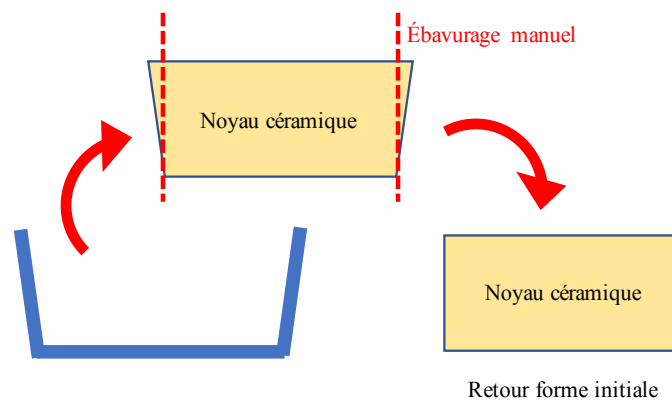 Ébavurage manuel
Noyau céramique
Noyau céramique
Retour forme initiale